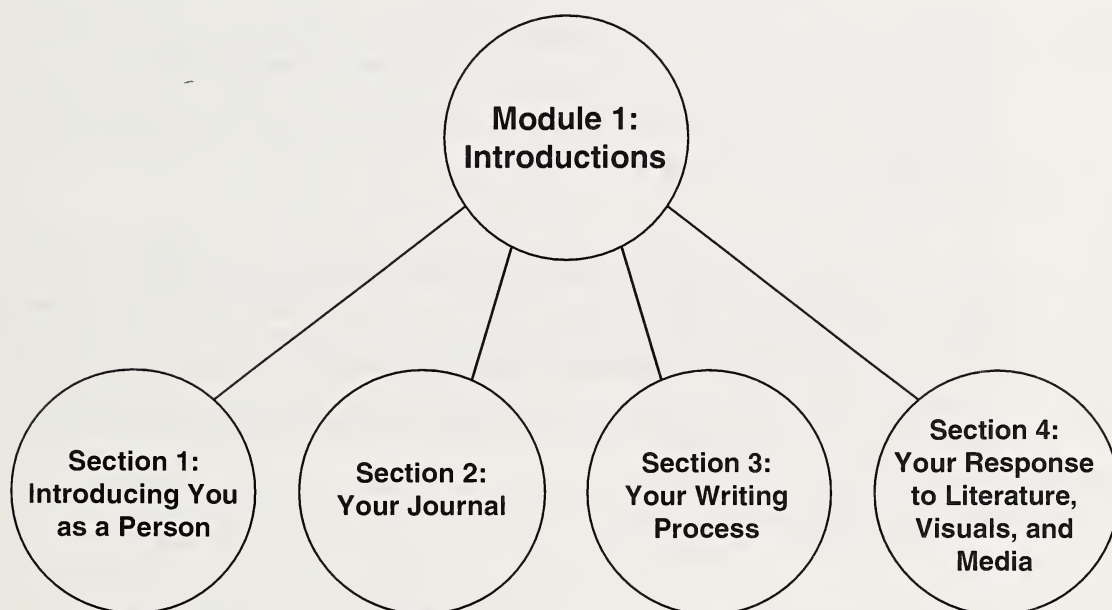 Module 1:
Introductions
Section 1:
Introducing You
as a Person
Section 2:
Your Journal
Section 3:
Your Writing
Process
Section 4:
Your Response
to Literature,
Visuals, and
Media